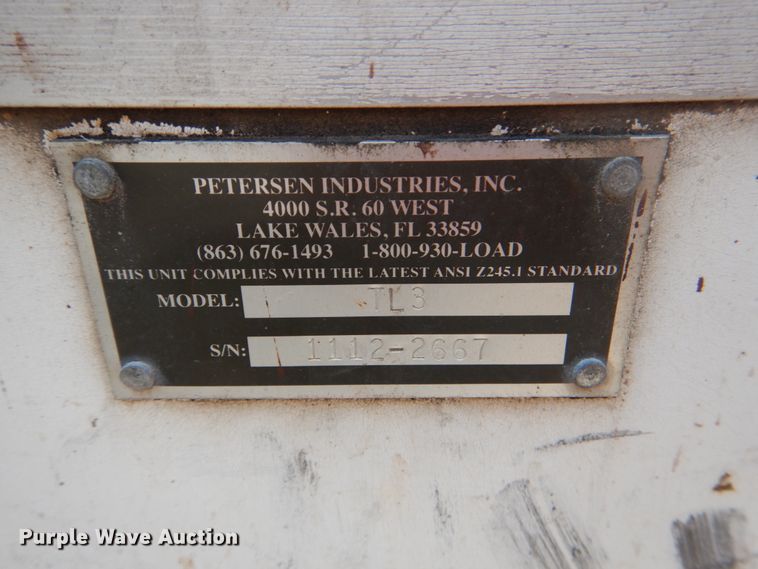 PETERSEN INDUSTRIES, INC.
4000 S.R. 60 WEST
LAKE WALES, FL 33859
(863) 676-1493 1-800-930-LOAD
THIS UNIT COMPLIES WITH THE LATEST ANSI Z245.1 STANDARD
MODEL: TL3
S/N: 1112-2667
Purple Wave Auction